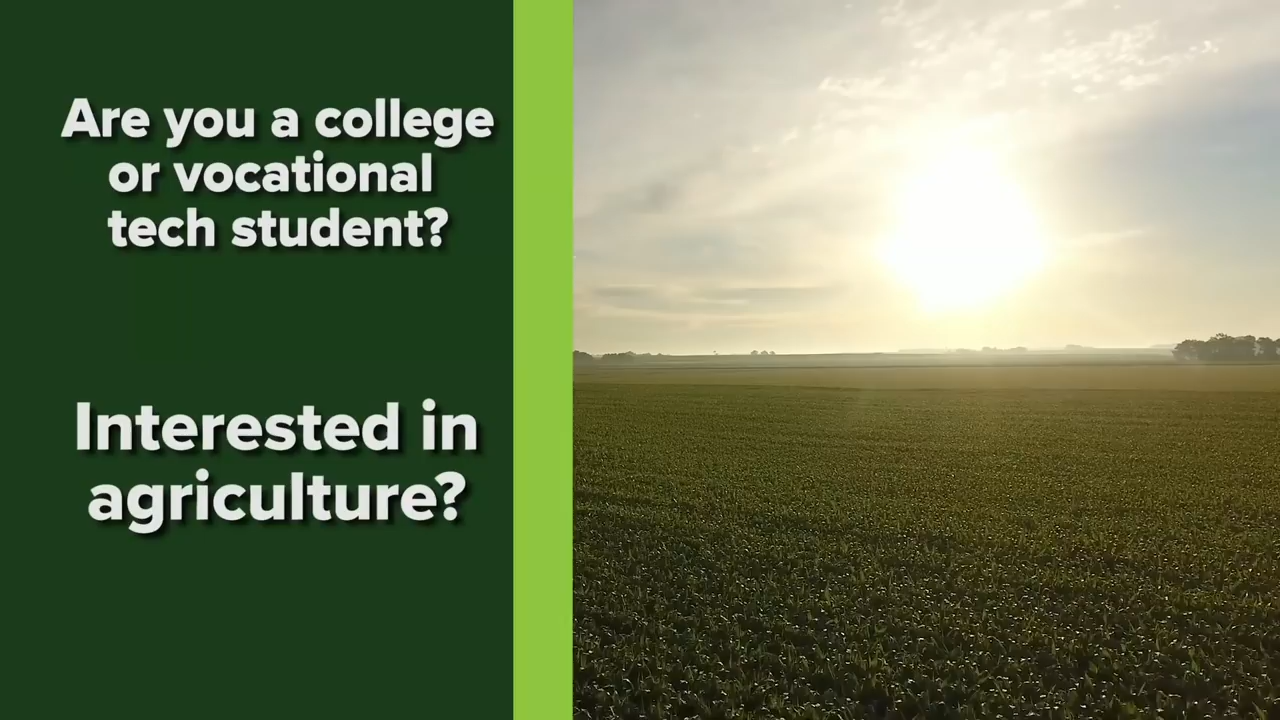 Are you a college
or vocational
tech student?
Interested in
agriculture?